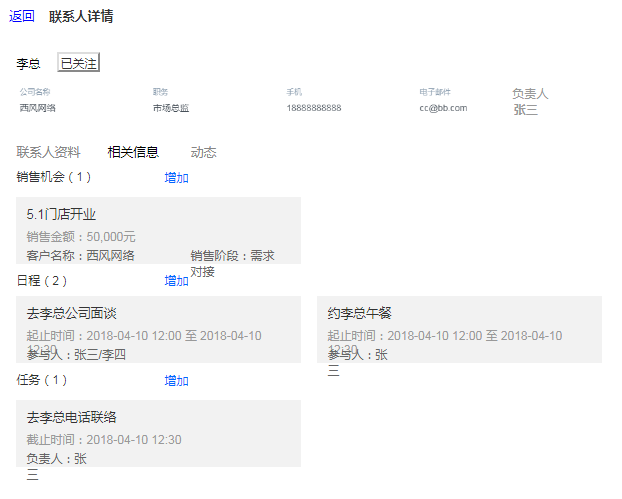 返回 联系人详情
李总 已关注
公司名称 职务 手机 电子邮件 负责人
西风网络 市场总监 18888888888 cc@bb.com 张三
联系人资料 相关信息 动态
销售机会（1） 增加
5.1门店开业
销售金额：50,000元
客户名称：西风网络 销售阶段：需求
对接
日程（2） 增加
去李总公司面谈
起止时间：2018-04-10 12:00 至 2018-04-10
12:30
参与人：张三/李四
约李总午餐
起止时间：2018-04-10 12:00 至 2018-04-10
12:30
参与人：张
三
任务（1） 增加
去李总电话联络
截止时间：2018-04-10 12:30
负责人：张
三